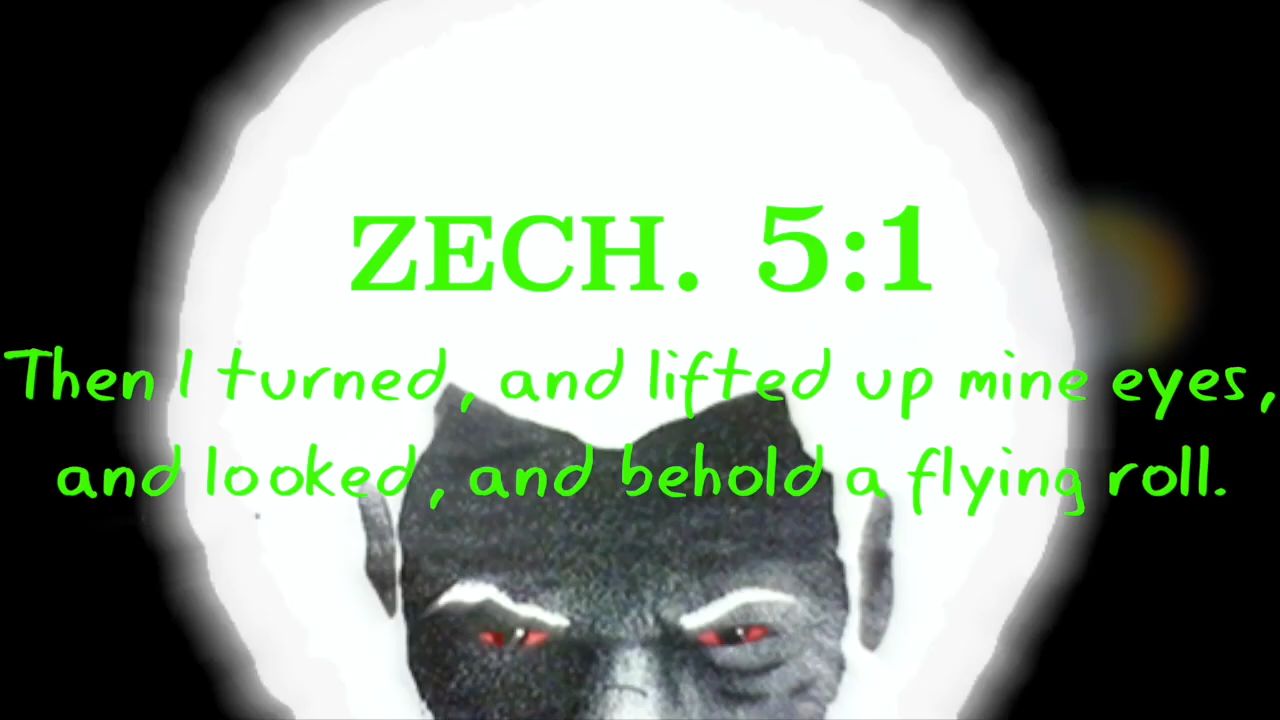 ZECH. 5:1
Then I turned, and lifted up mine eyes,
and looked, and behold a flying roll.